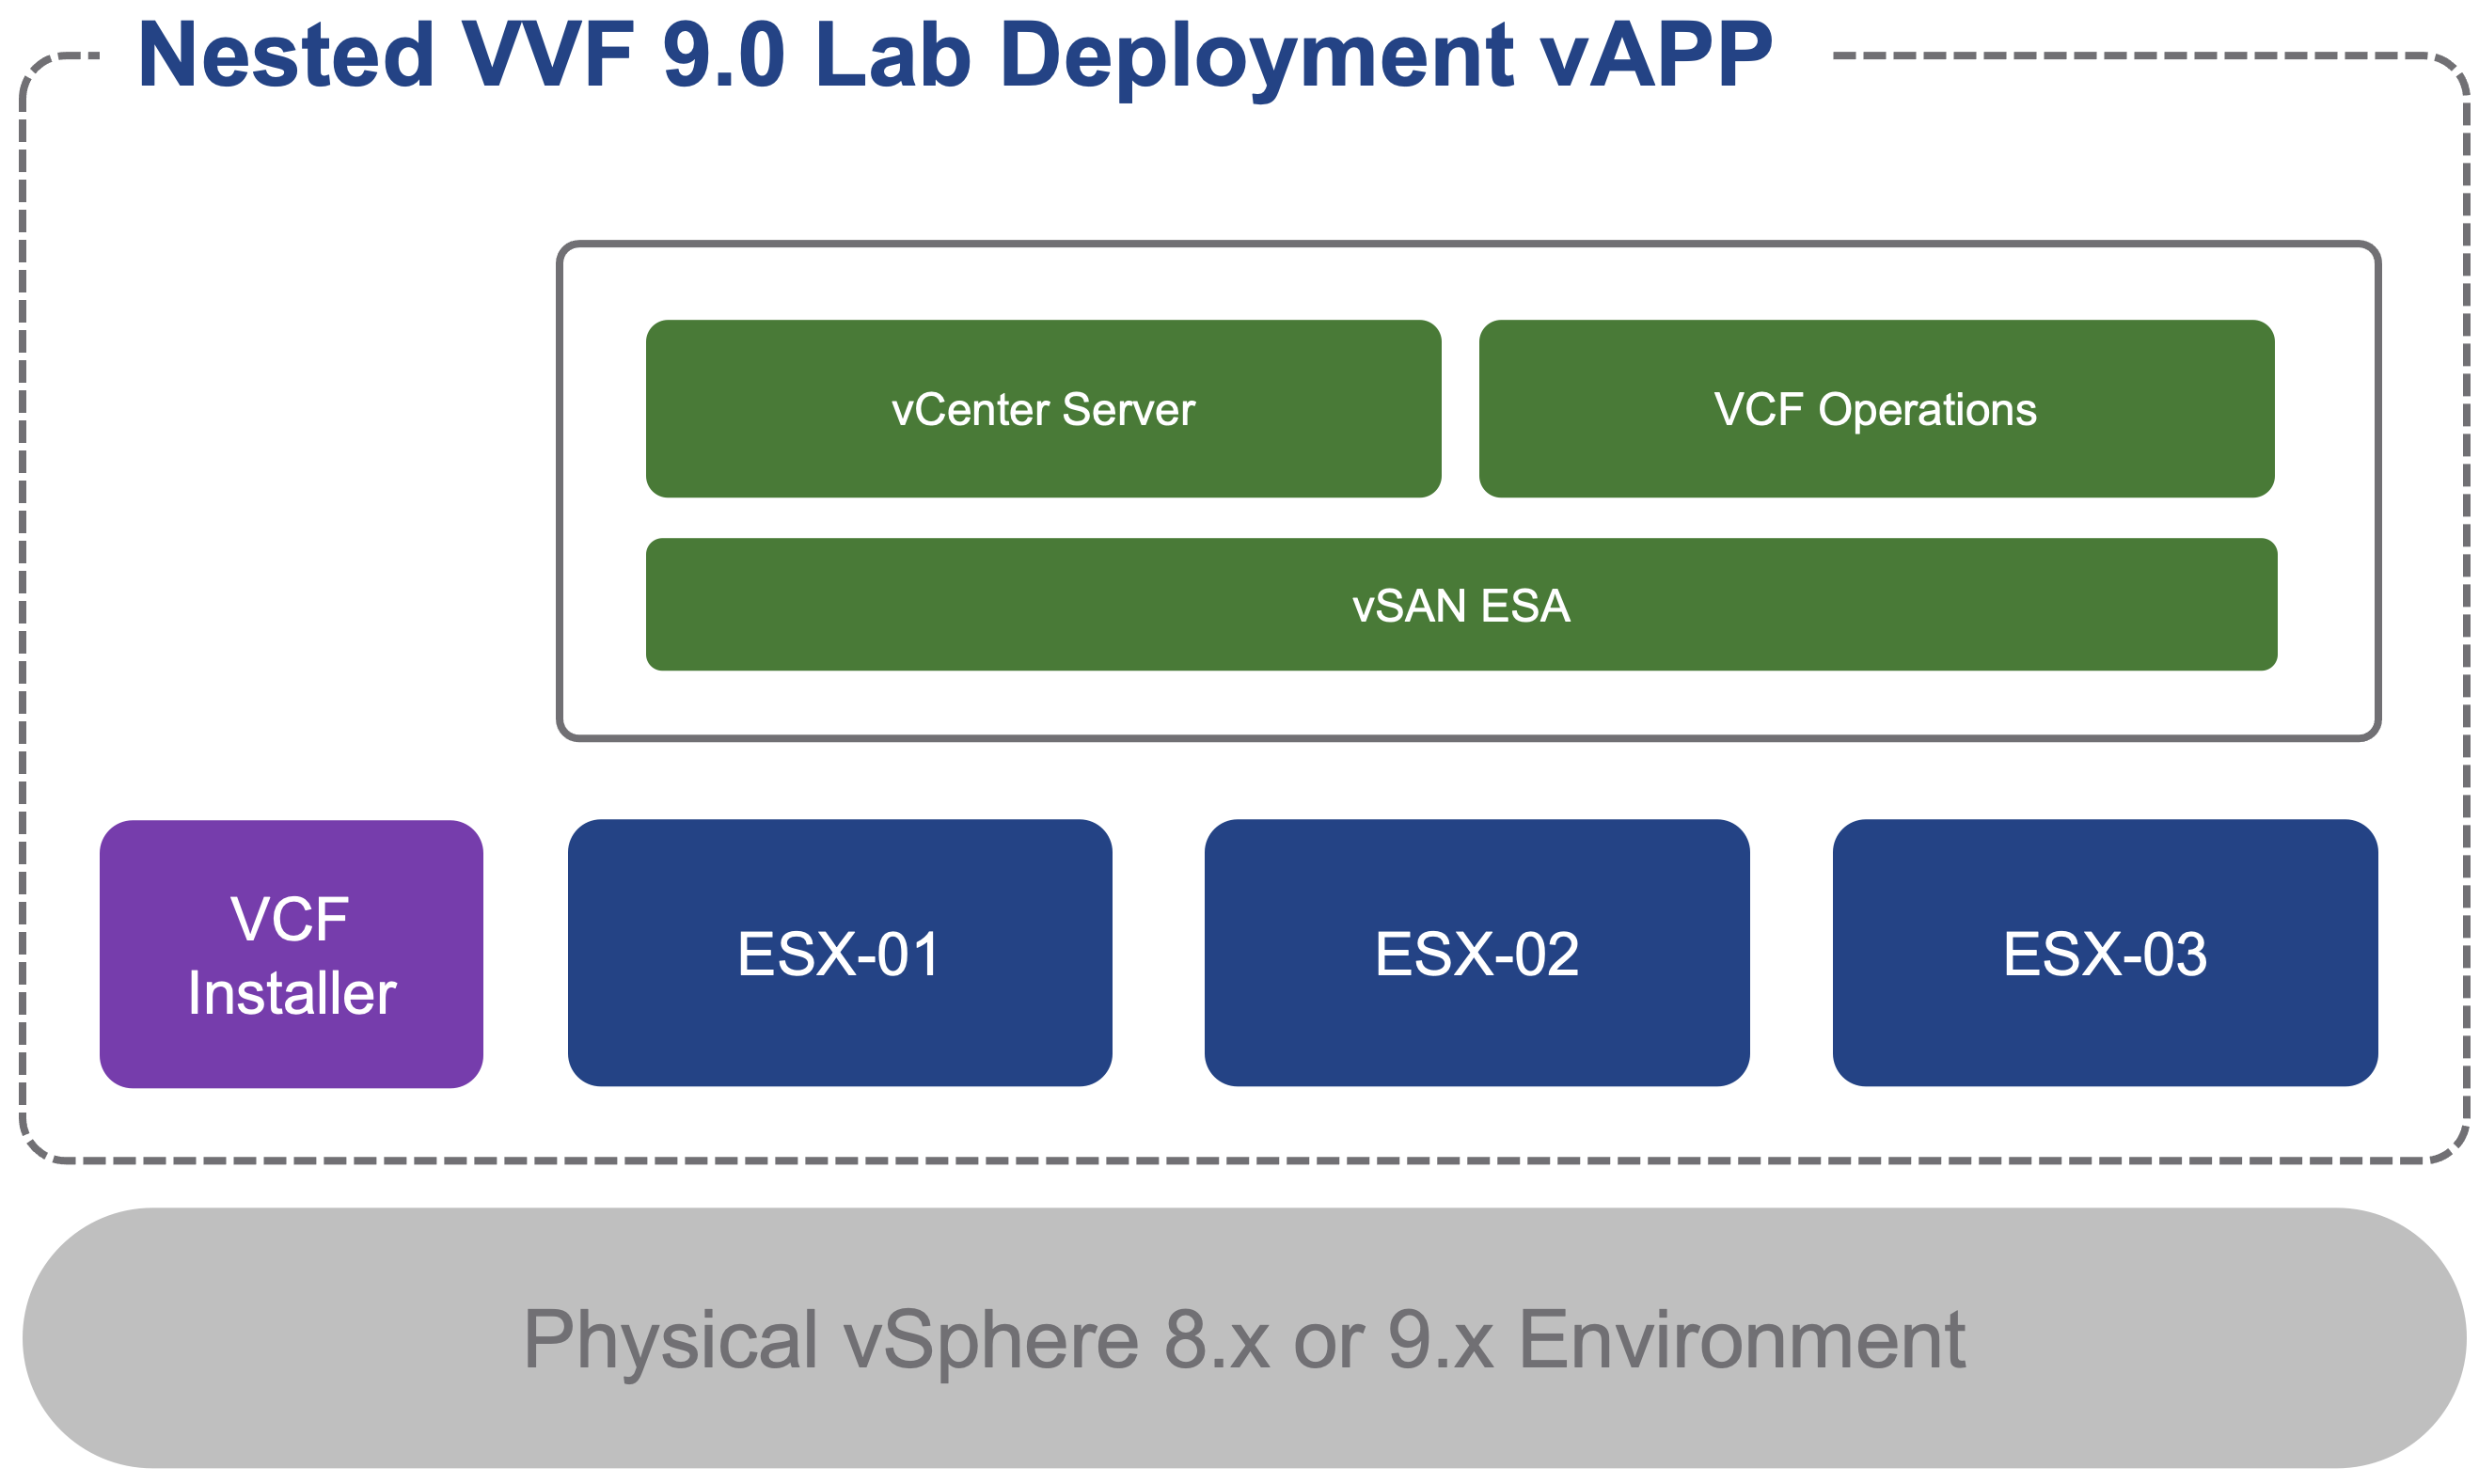 Nested VVF 9.0 Lab Deployment vAPP
vCenter Server
VCF Operations
vSAN ESA
VCF
Installer
ESX-01
ESX-02
ESX-03
Physical vSphere 8.x or 9.x Environment